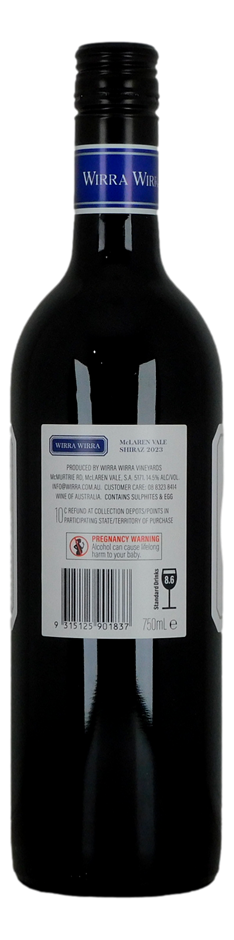 WIRRA WIR
WIRRA WIRRA
McLAREN VALE
SHIRAZ 2023
PRODUCED BY WIRRA WIRRA VINEYARDS
McMURTRIE RD, McLAREN VALE, S.A. 5171. 14.5% ALC/VOL.
INFO@WIRRA.COM.AU. CUSTOMER CARE: 08 8323 8414
WINE OF AUSTRALIA. CONTAINS SULPHITES & EGG
10c REFUND AT COLLECTION DEPOTS/POINTS IN
PARTICIPATING STATE/TERRITORY OF PURCHASE
PREGNANCY WARNING
Alcohol can cause lifelong
harm to your baby
Standard Drinks
8.6
9 315125 901837
750mL e